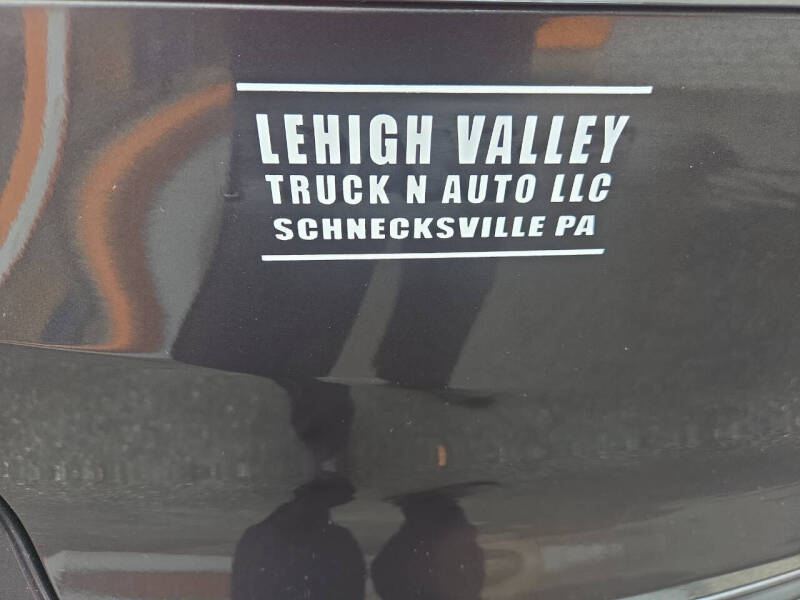 LEHIGH VALLEY
TRUCK N AUTO LLC
SCHNECKSVILLE PA